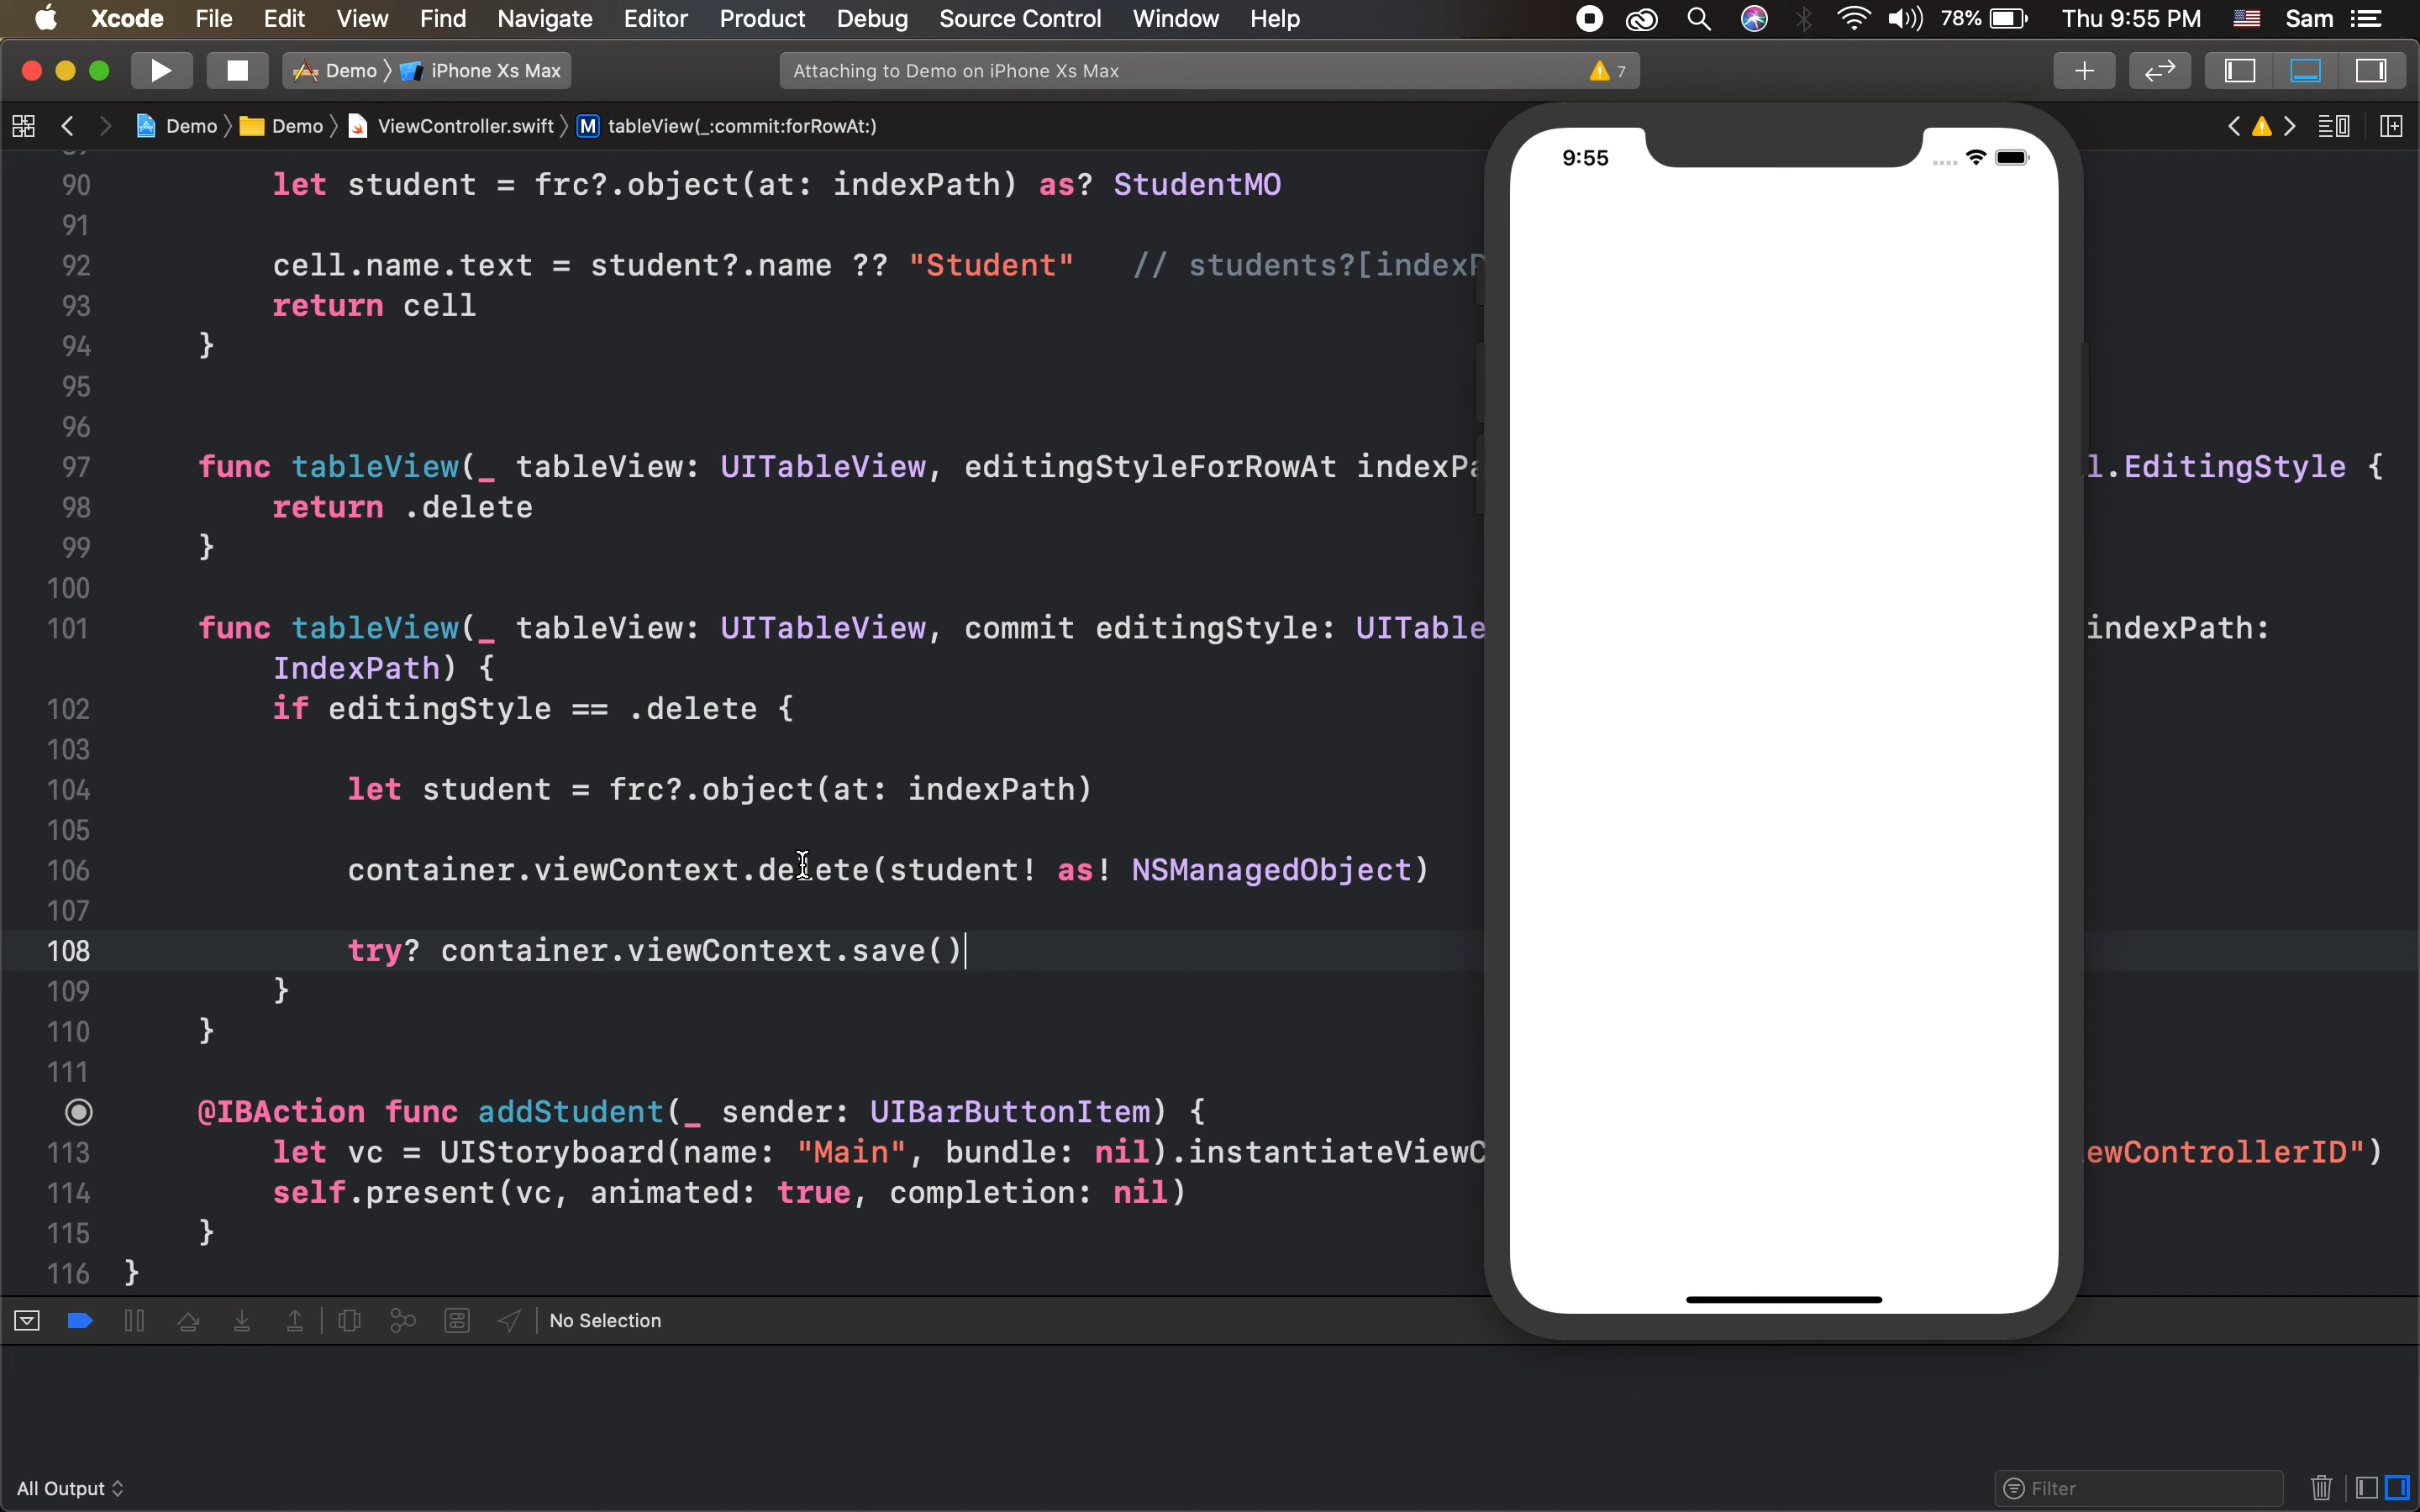 Xcode File Edit View Find Navigate Editor Product Debug Source Control Window Help 78% Thu 9:55 PM Sam
Demo iPhone Xs Max Attaching to Demo on iPhone Xs Max 7
Demo Demo ViewController.swift M tableView(_:commit:forRowAt:)
9:55
90 let student = frc?.object(at: indexPath) as? StudentMO
91
92 cell.name.text = student?.name ?? "Student" // students?[indexP
93 return cell
94 }
95
96
97 func tableView(_ tableView: UITableView, editingStyleForRowAt indexPa l.EditingStyle {
98 return .delete
99 }
100
101 func tableView(_ tableView: UITableView, commit editingStyle: UITable indexPath:
IndexPath) {
102 if editingStyle == .delete {
103
104 let student = frc?.object(at: indexPath)
105
106 container.viewContext.delete(student! as! NSManagedObject)
107
108 try? container.viewContext.save()
109 }
110 }
111
@IBAction func addStudent(_ sender: UIBarButtonItem) {
113 let vc = UIStoryboard(name: "Main", bundle: nil).instantiateViewC ewControllerID")
114 self.present(vc, animated: true, completion: nil)
115 }
116 }
No Selection
All Output Filter